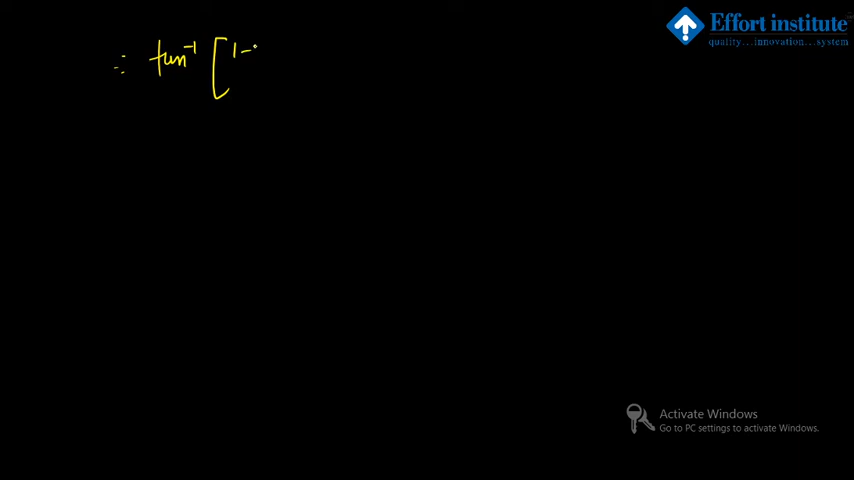 ∴ tan⁻¹ [ 1 -
Effort institute
quality...innovation...system
Activate Windows
Go to PC settings to activate Windows.